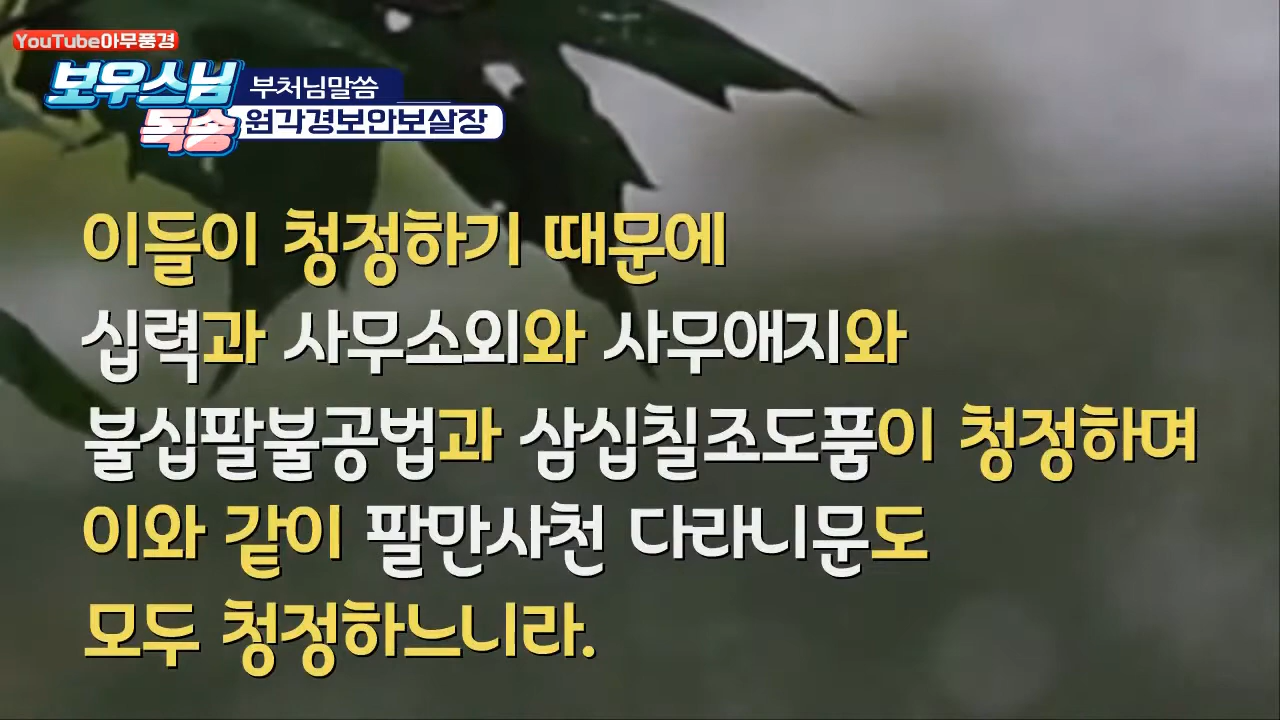 YouTube아무풍경
보우스님
독송
부처님말씀
원각경보안보살장
이들이 청정하기 때문에
십력과 사무소외와 사무애지와
불십팔불공법과 삼십칠조도품이 청정하며
이와 같이 팔만사천 다라니문도
모두 청정하느니라.